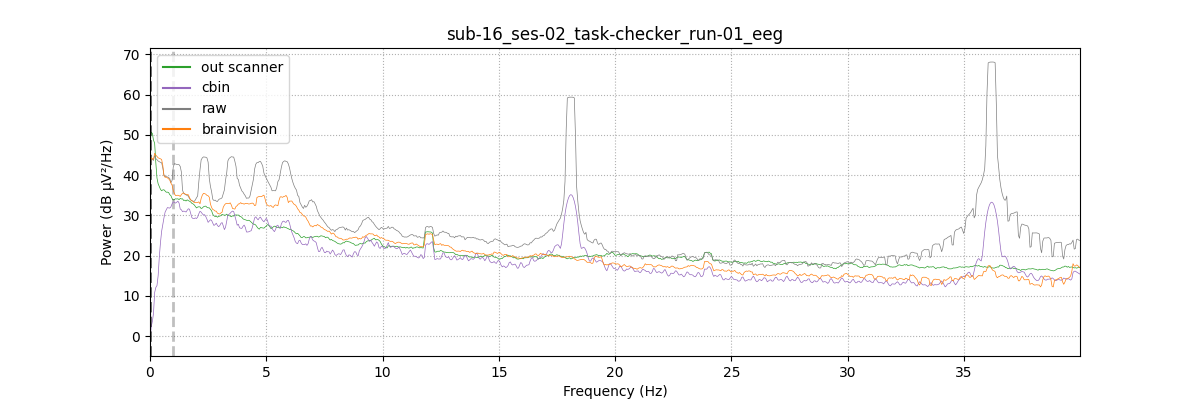 sub-16_ses-02_task-checker_run-01_eeg
70
60
50
40
30
20
10
0
Power (dB µV²/Hz)
out scanner
cbin
raw
brainvision
0 5 10 15 20 25 30 35
Frequency (Hz)